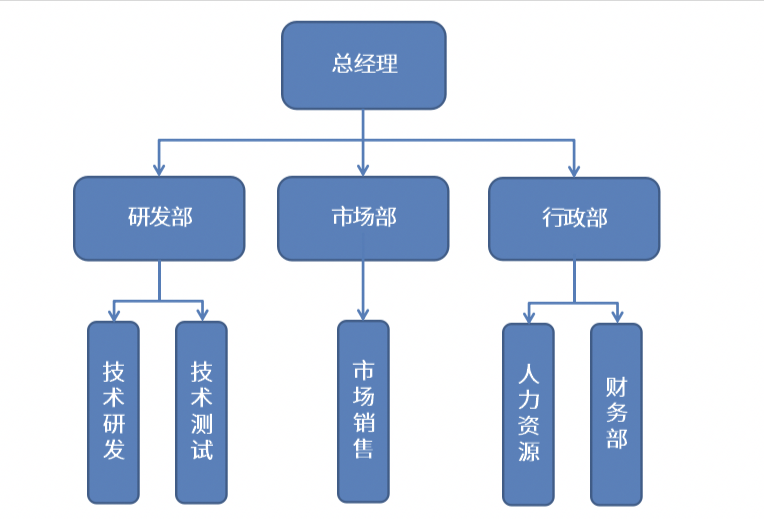 总经理
研发部
市场部
行政部
技术研发
技术测试
市场销售
人力资源
财务部